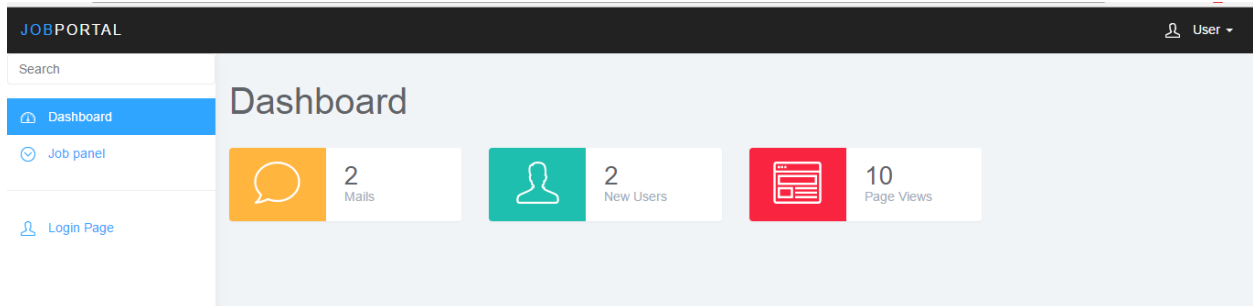 JOBPORTAL
User
Search
Dashboard
Job panel
Login Page
Dashboard
2
Mails
2
New Users
10
Page Views